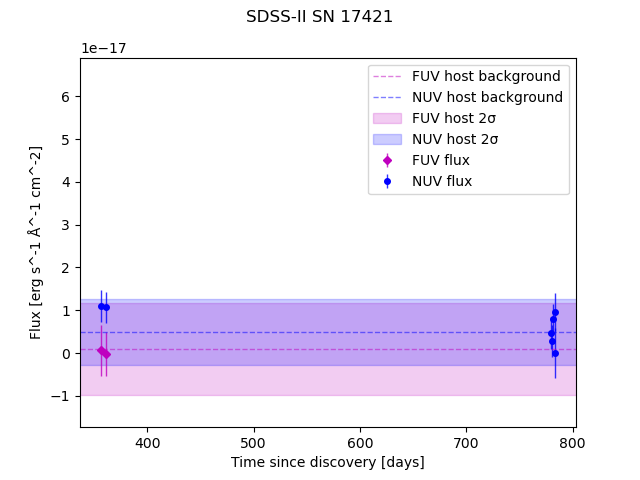 SDSS-II SN 17421
1e−17
FUV host background
NUV host background
FUV host 2σ
NUV host 2σ
FUV flux
NUV flux
6
5
4
3
2
1
0
−1
Flux [erg s^-1 Å^-1 cm^-2]
400
500
600
700
800
Time since discovery [days]